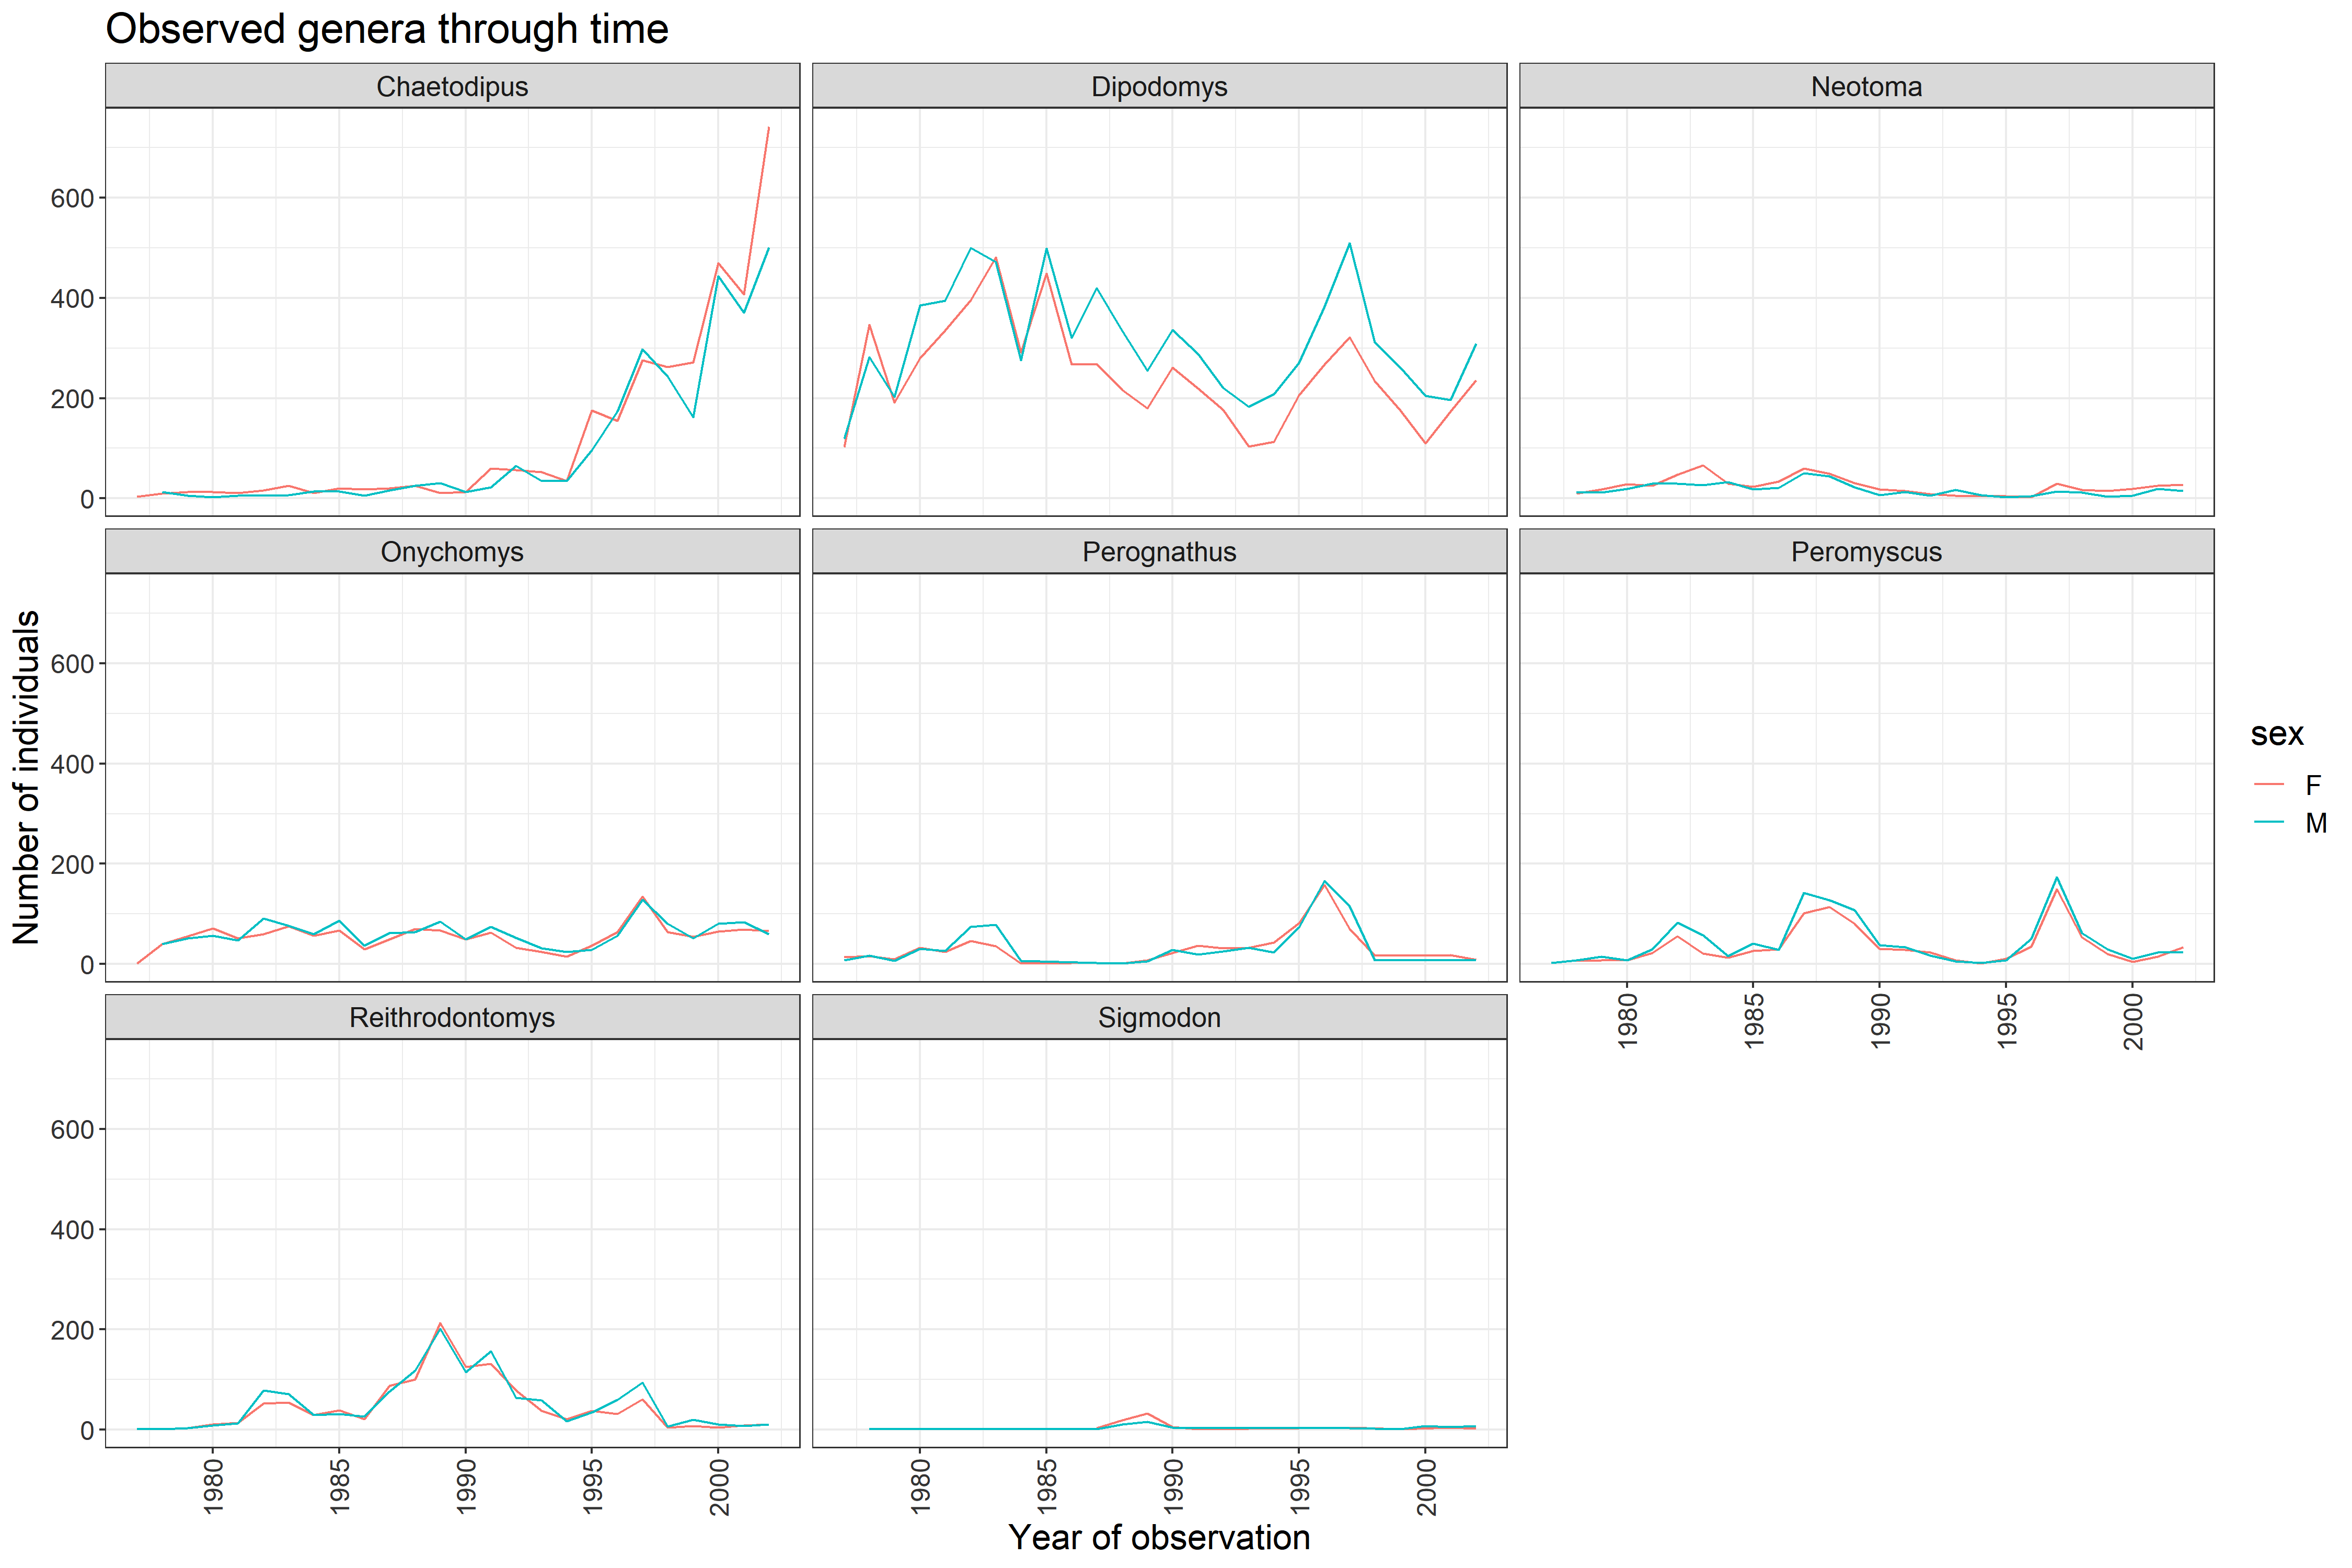 Observed genera through time
Chaetodipus
Dipodomys
Neotoma
600
400
200
0
Onychomys
Perognathus
Peromyscus
Number of individuals
600
400
200
0
sex
F
M
1980
1985
1990
1995
2000
Reithrodontomys
Sigmodon
600
400
200
0
1980
1985
1990
1995
2000
1980
1985
1990
1995
2000
Year of observation